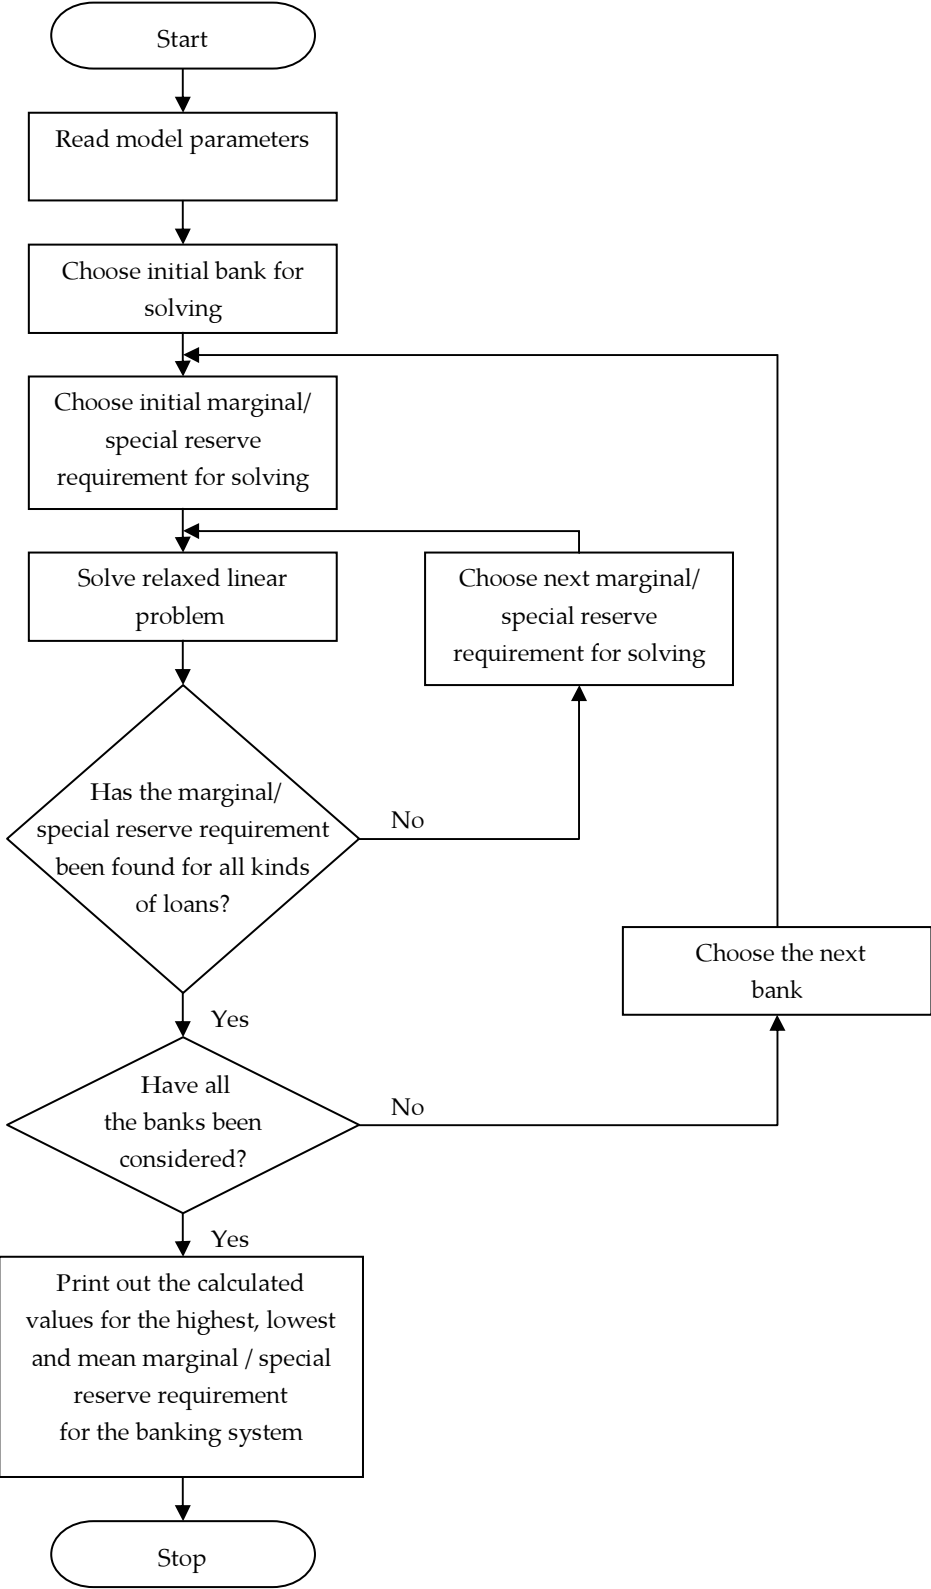 Start
Read model parameters
Choose initial bank for
solving
Choose initial marginal/
special reserve
requirement for solving
Solve relaxed linear
problem
Choose next marginal/
special reserve
requirement for solving
Has the marginal/
special reserve requirement
been found for all kinds
of loans?
No
Choose the next
bank
Yes
Have all
the banks been
considered?
No
Yes
Print out the calculated
values for the highest, lowest
and mean marginal / special
reserve requirement
for the banking system
Stop